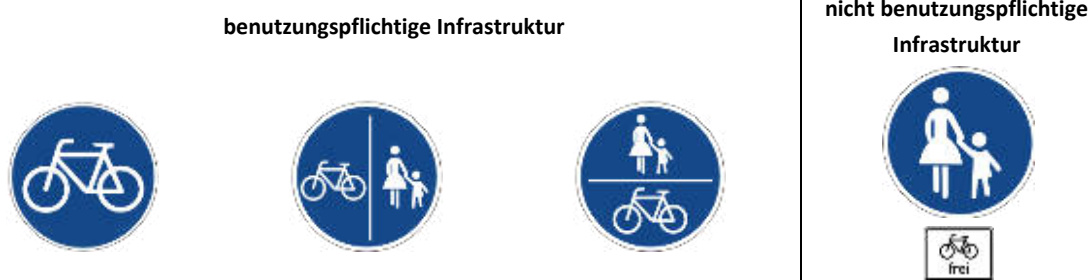 benutzungspflichtige Infrastruktur
nicht benutzungspflichtige
Infrastruktur
frei